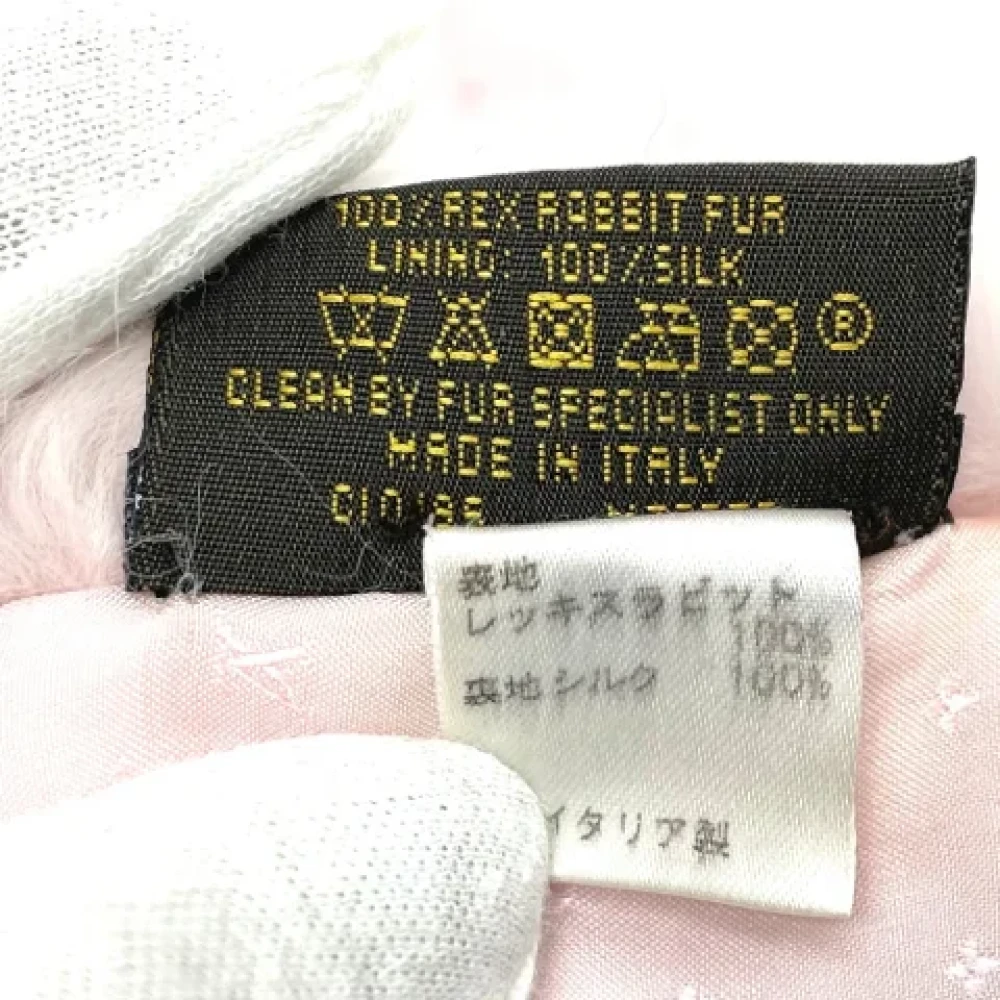 100% REX RABBIT FUR
LINING: 100% SILK
®
CLEAN BY FUR SPECIALIST ONLY
MADE IN ITALY
表地
レッキスラビット
100%
裏地シルク 100%
イタリア製